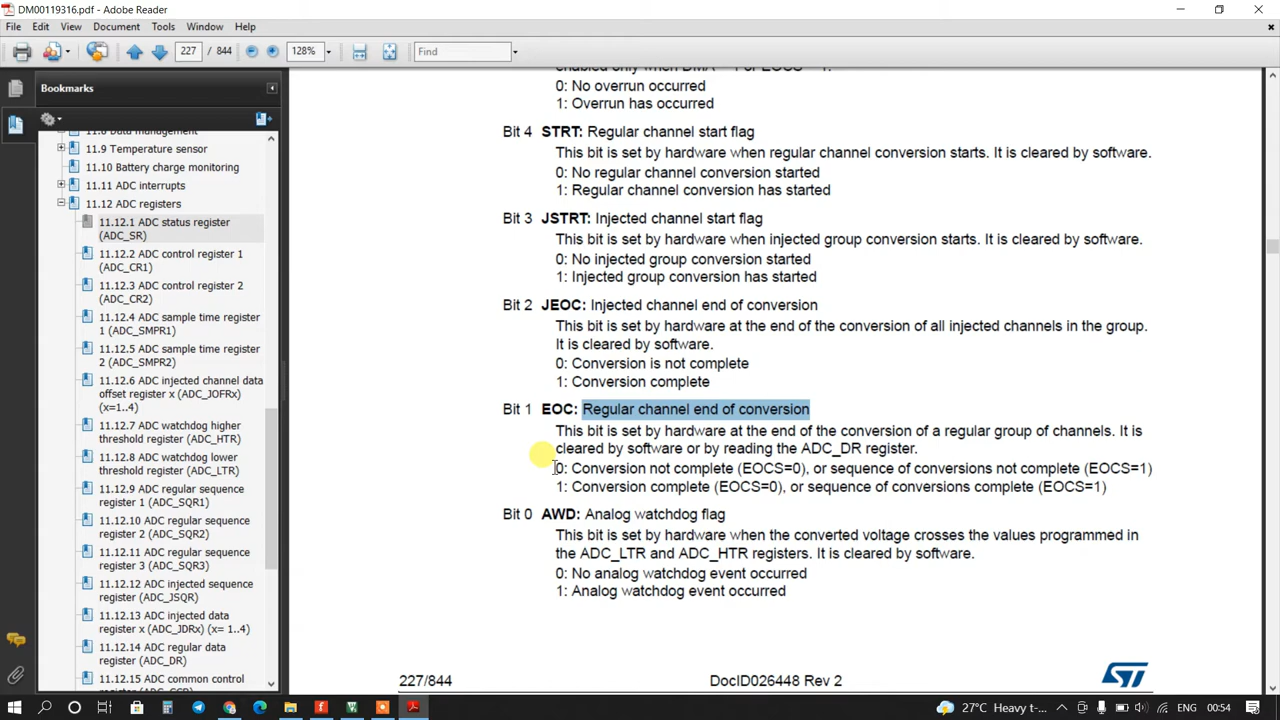 DM00119316.pdf - Adobe Reader
File Edit View Document Tools Window Help
227 / 844 128% Find
Bookmarks
11.8 Data management
11.9 Temperature sensor
11.10 Battery charge monitoring
11.11 ADC interrupts
11.12 ADC registers
11.12.1 ADC status register
(ADC_SR)
11.12.2 ADC control register 1
(ADC_CR1)
11.12.3 ADC control register 2
(ADC_CR2)
11.12.4 ADC sample time register
1 (ADC_SMPR1)
11.12.5 ADC sample time register
2 (ADC_SMPR2)
11.12.6 ADC injected channel data
offset register x (ADC_JOFRx)
(x=1..4)
11.12.7 ADC watchdog higher
threshold register (ADC_HTR)
11.12.8 ADC watchdog lower
threshold register (ADC_LTR)
11.12.9 ADC regular sequence
register 1 (ADC_SQR1)
11.12.10 ADC regular sequence
register 2 (ADC_SQR2)
11.12.11 ADC regular sequence
register 3 (ADC_SQR3)
11.12.12 ADC injected sequence
register (ADC_JSQR)
11.12.13 ADC injected data
register x (ADC_JDRx) (x= 1..4)
11.12.14 ADC regular data
register (ADC_DR)
11.12.15 ADC common control
0: No overrun occurred
1: Overrun has occurred
Bit 4 STRT: Regular channel start flag
This bit is set by hardware when regular channel conversion starts. It is cleared by software.
0: No regular channel conversion started
1: Regular channel conversion has started
Bit 3 JSTRT: Injected channel start flag
This bit is set by hardware when injected group conversion starts. It is cleared by software.
0: No injected group conversion started
1: Injected group conversion has started
Bit 2 JEOC: Injected channel end of conversion
This bit is set by hardware at the end of the conversion of all injected channels in the group.
It is cleared by software.
0: Conversion is not complete
1: Conversion complete
Bit 1 EOC: Regular channel end of conversion
This bit is set by hardware at the end of the conversion of a regular group of channels. It is
cleared by software or by reading the ADC_DR register.
0: Conversion not complete (EOCS=0), or sequence of conversions not complete (EOCS=1)
1: Conversion complete (EOCS=0), or sequence of conversions complete (EOCS=1)
Bit 0 AWD: Analog watchdog flag
This bit is set by hardware when the converted voltage crosses the values programmed in
the ADC_LTR and ADC_HTR registers. It is cleared by software.
0: No analog watchdog event occurred
1: Analog watchdog event occurred
227/844 DocID026448 Rev 2 ST
27°C Heavy t-... ENG 00:54